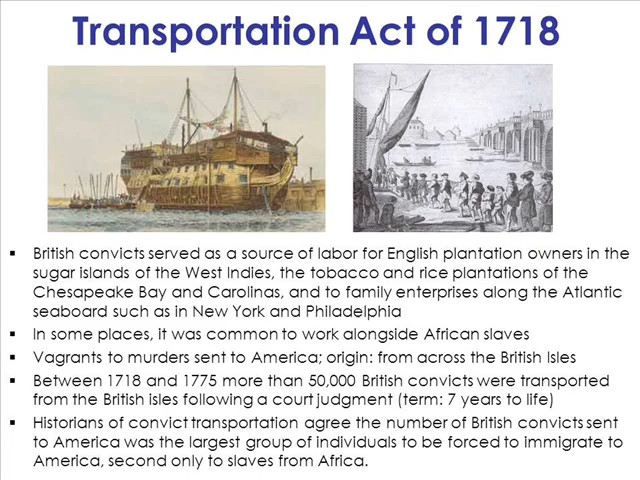 Transportation Act of 1718
▪ British convicts served as a source of labor for English plantation owners in the
sugar islands of the West Indies, the tobacco and rice plantations of the
Chesapeake Bay and Carolinas, and to family enterprises along the Atlantic
seaboard such as in New York and Philadelphia
▪ In some places, it was common to work alongside African slaves
▪ Vagrants to murders sent to America; origin: from across the British Isles
▪ Between 1718 and 1775 more than 50,000 British convicts were transported
from the British isles following a court judgment (term: 7 years to life)
▪ Historians of convict transportation agree the number of British convicts sent
to America was the largest group of individuals to be forced to immigrate to
America, second only to slaves from Africa.